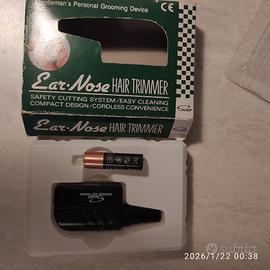 Gentleman's Personal Grooming Device
CE
Ear-Nose HAIR TRIMMER
SAFETY CUTTING SYSTEM/EASY CLEANING
COMPACT DESIGN/CORDLESS CONVENIENCE
Ear-Nose HAIR TRIMMER
2026/1/22 00:38
subito